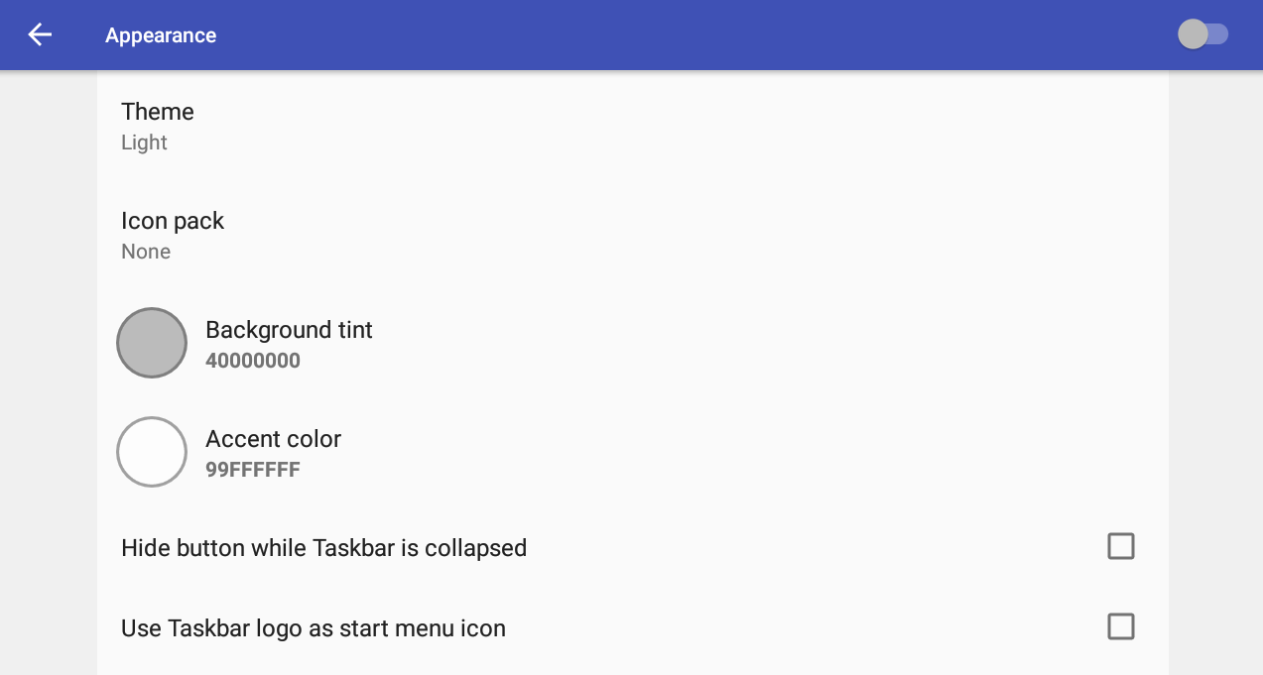 Appearance
Theme
Light
Icon pack
None
Background tint
40000000
Accent color
99FFFFFF
Hide button while Taskbar is collapsed
Use Taskbar logo as start menu icon